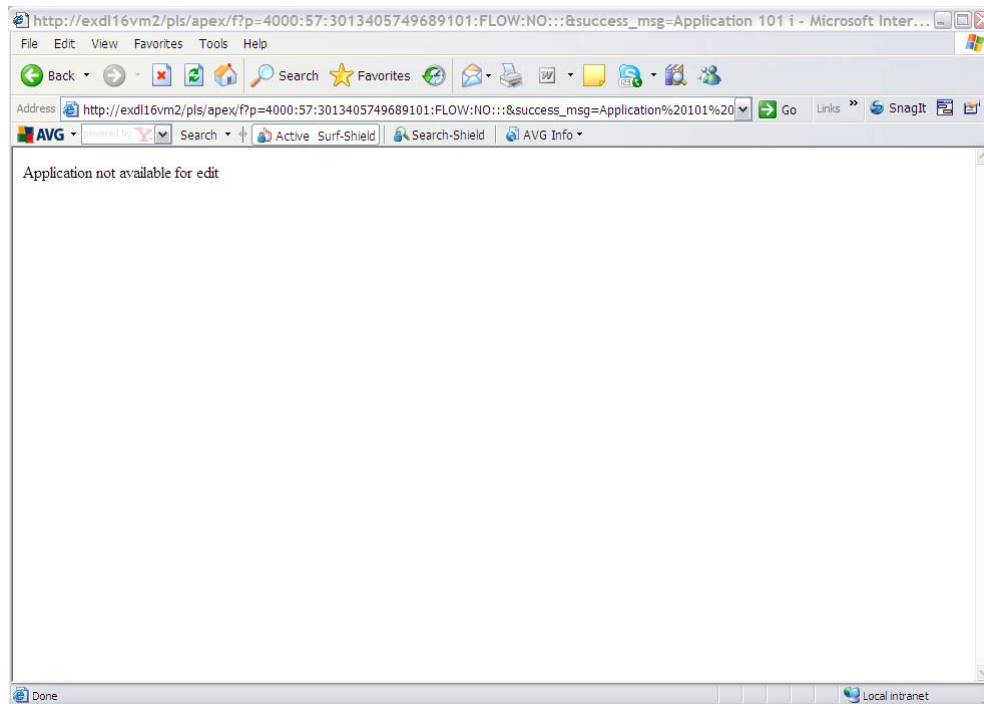 http://exdl16vm2/pls/apex/f?p=4000:57:3013405749689101:FLOW:NO:::&success_msg=Application 101 i - Microsoft Inter...
File Edit View Favorites Tools Help
Back Search Favorites W
Address http://exdl16vm2/pls/apex/f?p=4000:57:3013405749689101:FLOW:NO:::&success_msg=Application%20101%20 Go Links » SnagIt
AVG powered by Y! Search Active Surf-Shield Search-Shield AVG Info
Application not available for edit
Done Local intranet